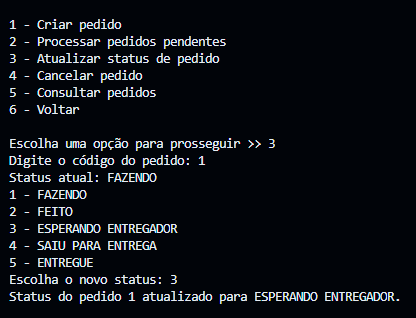 1 - Criar pedido
2 - Processar pedidos pendentes
3 - Atualizar status de pedido
4 - Cancelar pedido
5 - Consultar pedidos
6 - Voltar
Escolha uma opção para prosseguir >> 3
Digite o código do pedido: 1
Status atual: FAZENDO
1 - FAZENDO
2 - FEITO
3 - ESPERANDO ENTREGADOR
4 - SAIU PARA ENTREGA
5 - ENTREGUE
Escolha o novo status: 3
Status do pedido 1 atualizado para ESPERANDO ENTREGADOR.